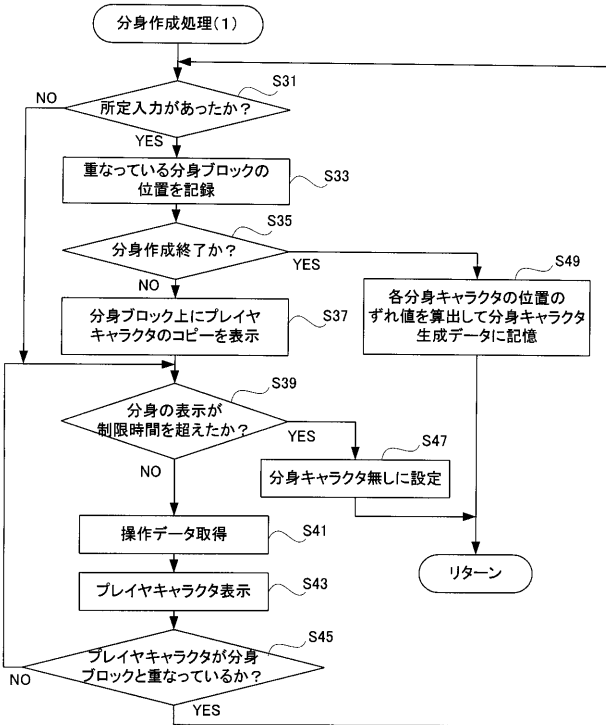 分身作成処理(1)
S31
NO
所定入力があったか？
YES
重なっている分身ブロックの
位置を記録
S33
S35
分身作成終了か？
YES
NO
S49
分身ブロック上にプレイヤ
キャラクタのコピーを表示
S37
各分身キャラクタの位置の
ずれ値を算出して分身キャラクタ
生成データに記憶
S39
分身の表示が
制限時間を超えたか？
YES
S47
NO
分身キャラクタ無しに設定
操作データ取得
S41
リターン
プレイヤキャラクタ表示
S43
S45
プレイヤキャラクタが分身
ブロックと重なっているか？
NO
YES